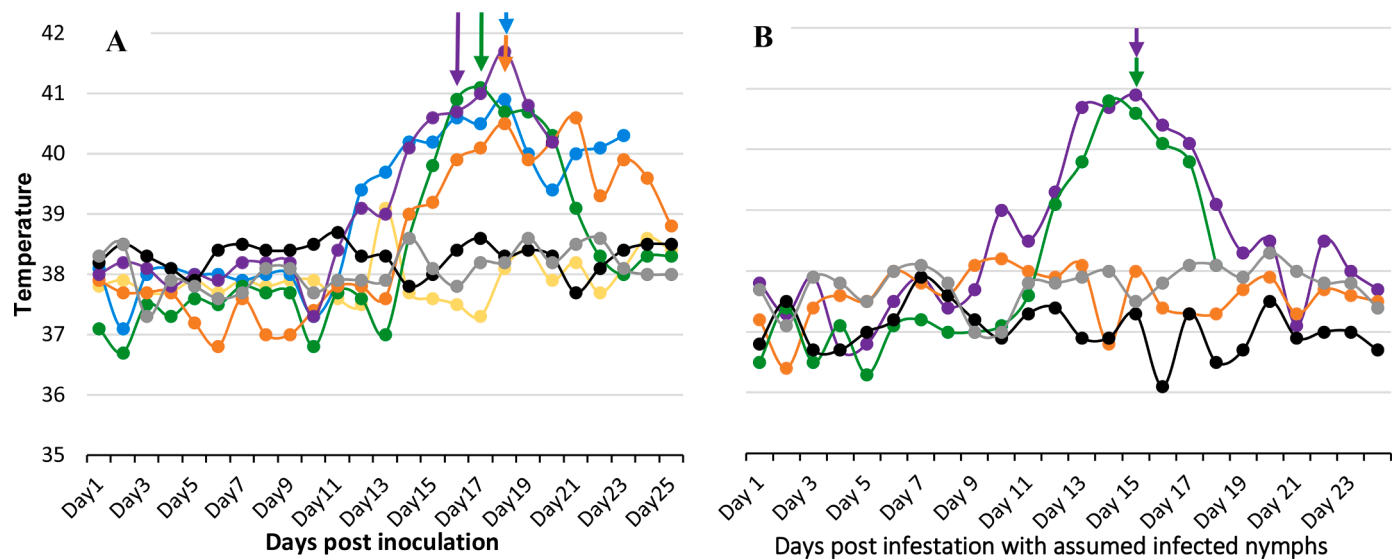 A
B
Temperature
42
41
40
39
38
37
36
35
Day1
Day3
Day5
Day7
Day9
Day11
Day13
Day15
Day17
Day19
Day21
Day23
Day25
Days post inoculation
Day 1
Day 3
Day 5
Day 7
Day 9
Day 11
Day 13
Day 15
Day 17
Day 19
Day 21
Day 23
Days post infestation with assumed infected nymphs